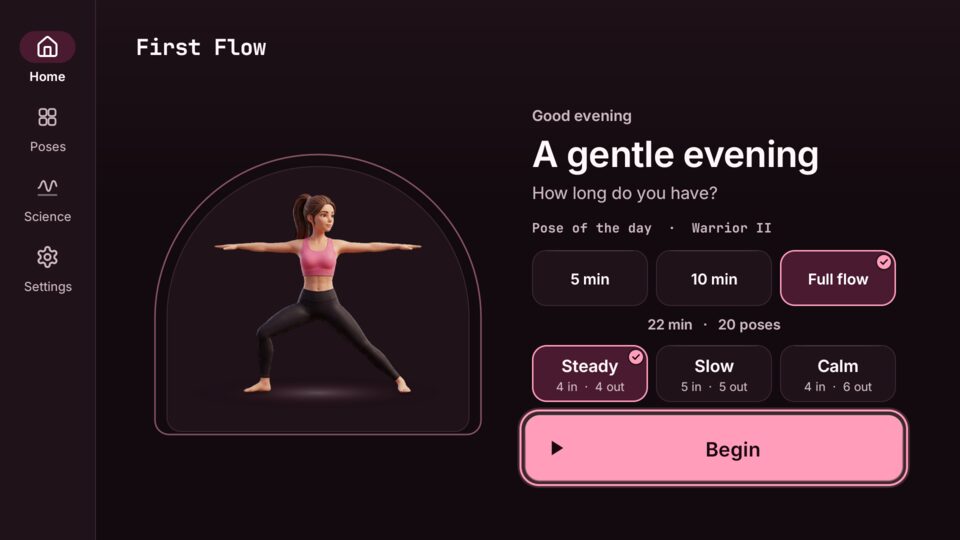 First Flow
Home
Poses
Science
Settings
Good evening
A gentle evening
How long do you have?
Pose of the day · Warrior II
5 min
10 min
Full flow
22 min · 20 poses
Steady
4 in · 4 out
Slow
5 in · 5 out
Calm
4 in · 6 out
Begin